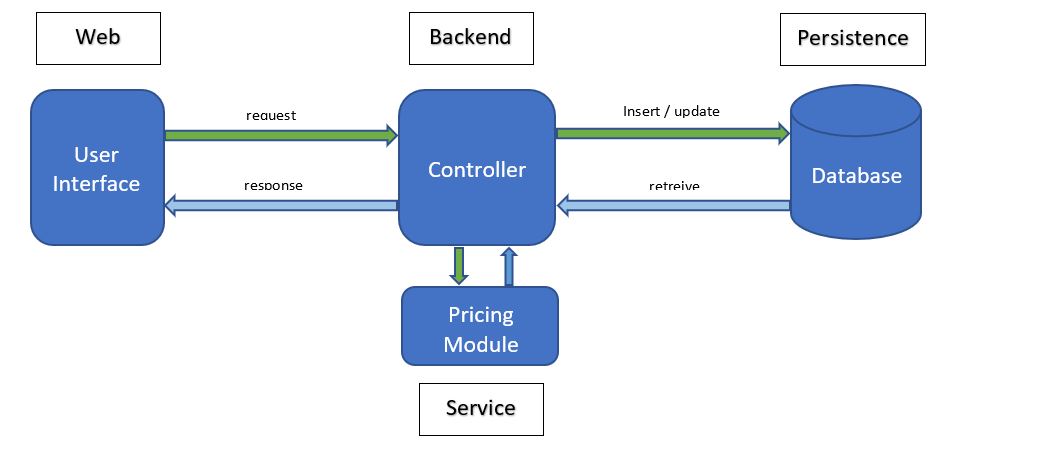 Web
Backend
Persistence
request
Insert / update
User
Interface
Controller
Database
response
retreive
Pricing
Module
Service